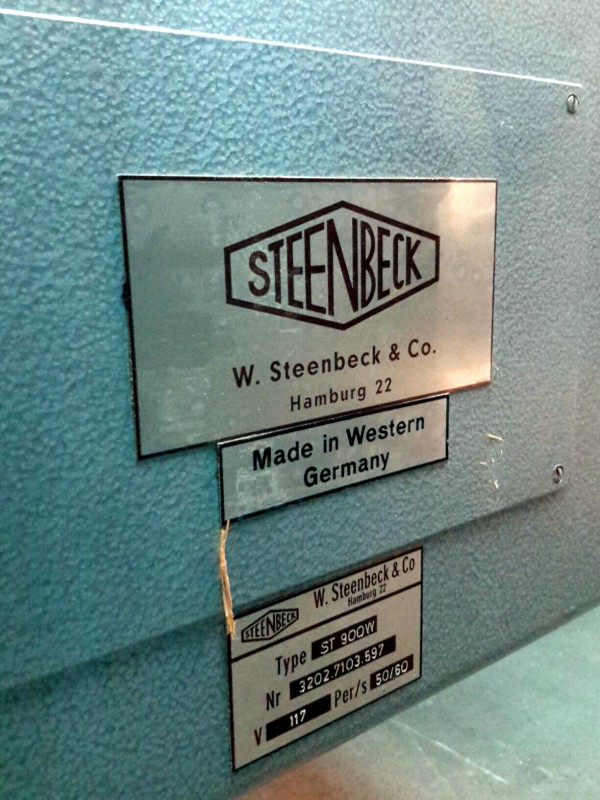 STEENBECK
W. Steenbeck & Co.
Hamburg 22
Made in Western
Germany
STEENBECK
W. Steenbeck & Co
Hamburg 22
Type ST 900W
Nr 3202.7103.597
V 117 Per/s 50/60